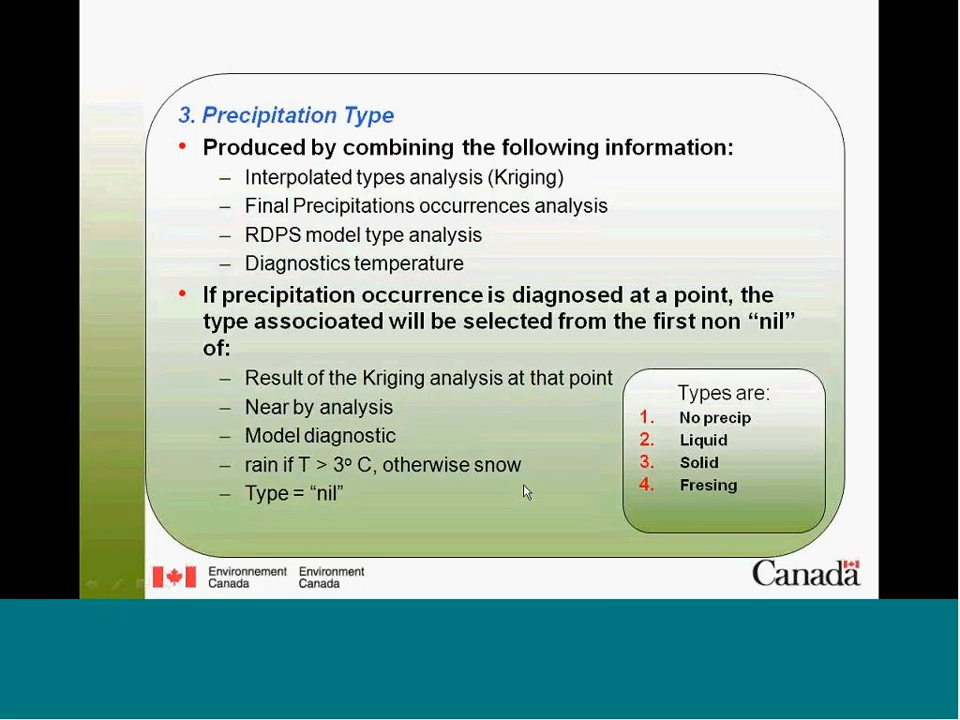 3. Precipitation Type
• Produced by combining the following information:
– Interpolated types analysis (Kriging)
– Final Precipitations occurrences analysis
– RDPS model type analysis
– Diagnostics temperature
• If precipitation occurrence is diagnosed at a point, the
type associoated will be selected from the first non “nil”
of:
– Result of the Kriging analysis at that point
– Near by analysis
– Model diagnostic
– rain if T > 3º C, otherwise snow
– Type = “nil”
Types are:
1. No precip
2. Liquid
3. Solid
4. Fresing
Environnement Environment
Canada Canada
Canada